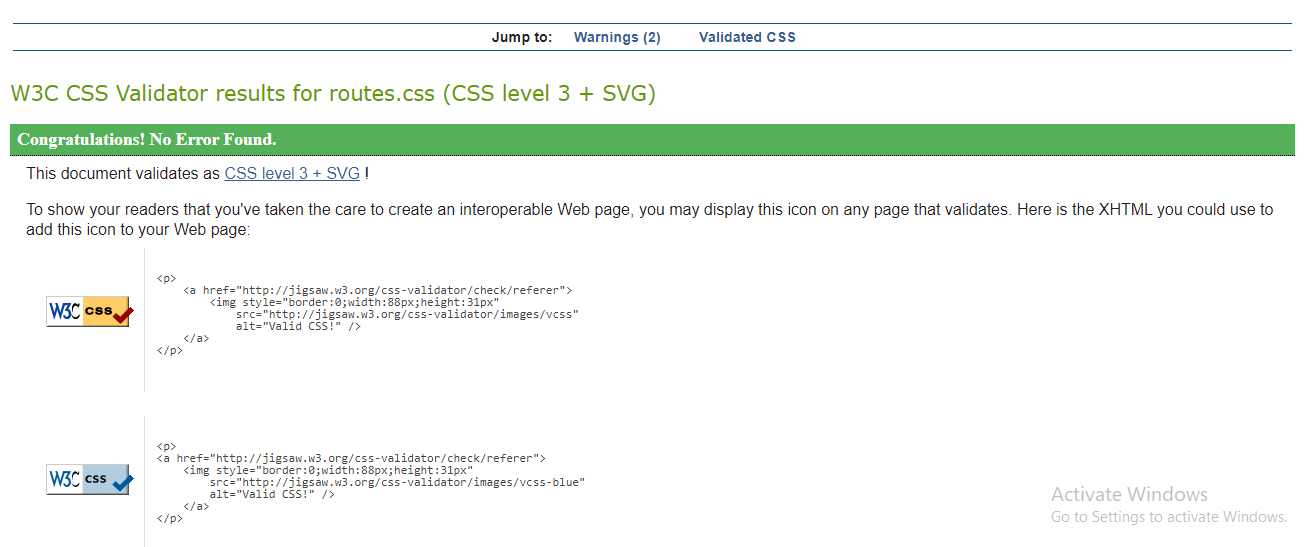 Jump to: Warnings (2) Validated CSS
W3C CSS Validator results for routes.css (CSS level 3 + SVG)
Congratulations! No Error Found.
This document validates as CSS level 3 + SVG !
To show your readers that you've taken the care to create an interoperable Web page, you may display this icon on any page that validates. Here is the XHTML you could use to
add this icon to your Web page:
<p>
<a href="http://jigsaw.w3.org/css-validator/check/referer">
<img style="border:0;width:88px;height:31px"
src="http://jigsaw.w3.org/css-validator/images/vcss"
alt="Valid CSS!" />
</a>
</p>
W3C css
<p>
<a href="http://jigsaw.w3.org/css-validator/check/referer">
<img style="border:0;width:88px;height:31px"
src="http://jigsaw.w3.org/css-validator/images/vcss-blue"
alt="Valid CSS!" />
</a>
</p>
W3C css
Activate Windows
Go to Settings to activate Windows.